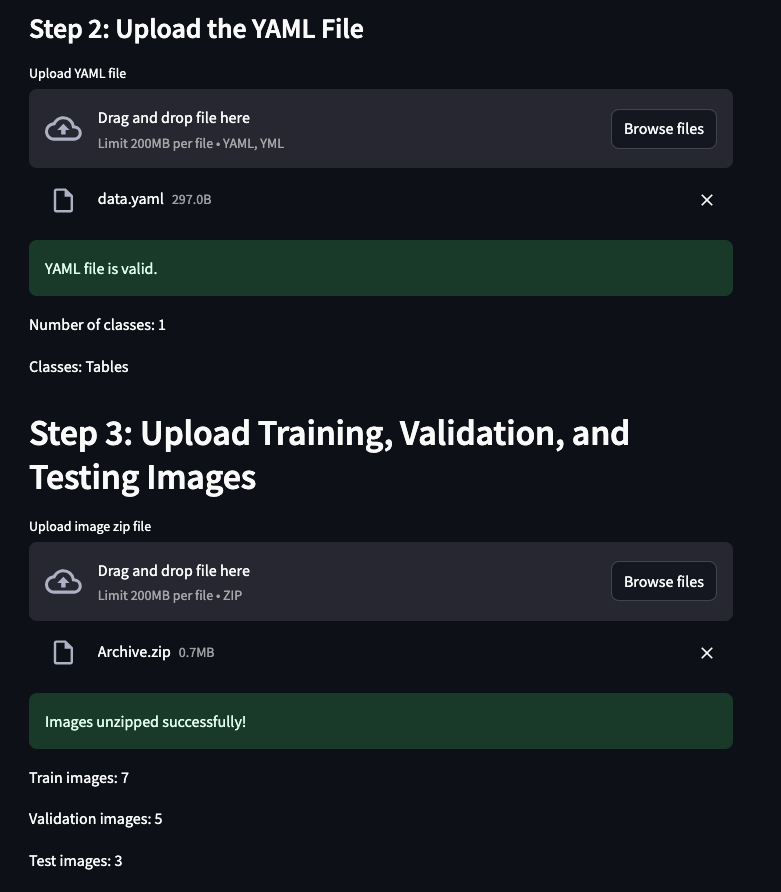 Step 2: Upload the YAML File
Upload YAML file
Drag and drop file here
Limit 200MB per file • YAML, YML
Browse files
data.yaml 297.0B
YAML file is valid.
Number of classes: 1
Classes: Tables
Step 3: Upload Training, Validation, and
Testing Images
Upload image zip file
Drag and drop file here
Limit 200MB per file • ZIP
Browse files
Archive.zip 0.7MB
Images unzipped successfully!
Train images: 7
Validation images: 5
Test images: 3